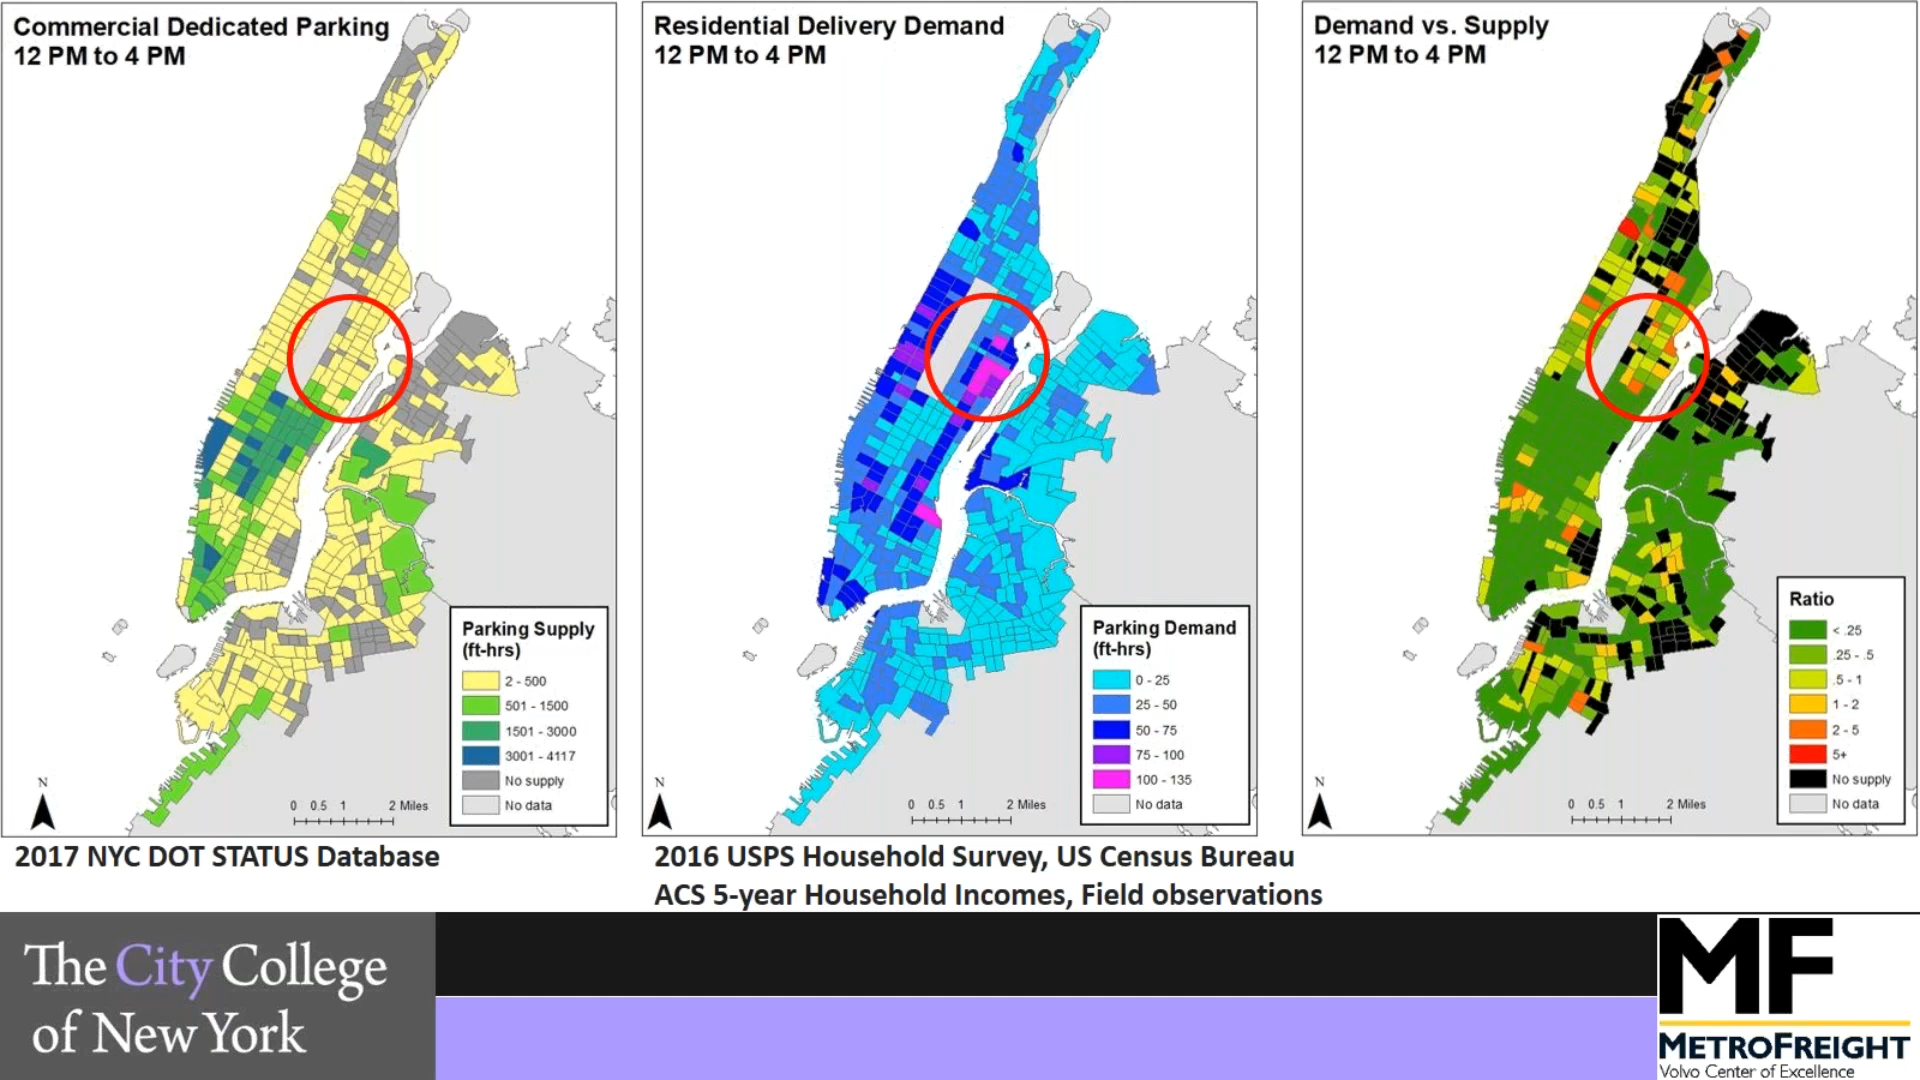 Commercial Dedicated Parking
12 PM to 4 PM
Parking Supply
(ft-hrs)
2 - 500
501 - 1500
1501 - 3000
3001 - 4117
No supply
No data
N
0 0.5 1 2 Miles
2017 NYC DOT STATUS Database
Residential Delivery Demand
12 PM to 4 PM
Parking Demand
(ft-hrs)
0 - 25
25 - 50
50 - 75
75 - 100
100 - 135
No data
N
0 0.5 1 2 Miles
2016 USPS Household Survey, US Census Bureau
ACS 5-year Household Incomes, Field observations
Demand vs. Supply
12 PM to 4 PM
Ratio
< .25
.25 - .5
.5 - 1
1 - 2
2 - 5
5+
No supply
No data
N
0 0.5 1 2 Miles
The City College
of New York
MF
METROFREIGHT
Volvo Center of Excellence